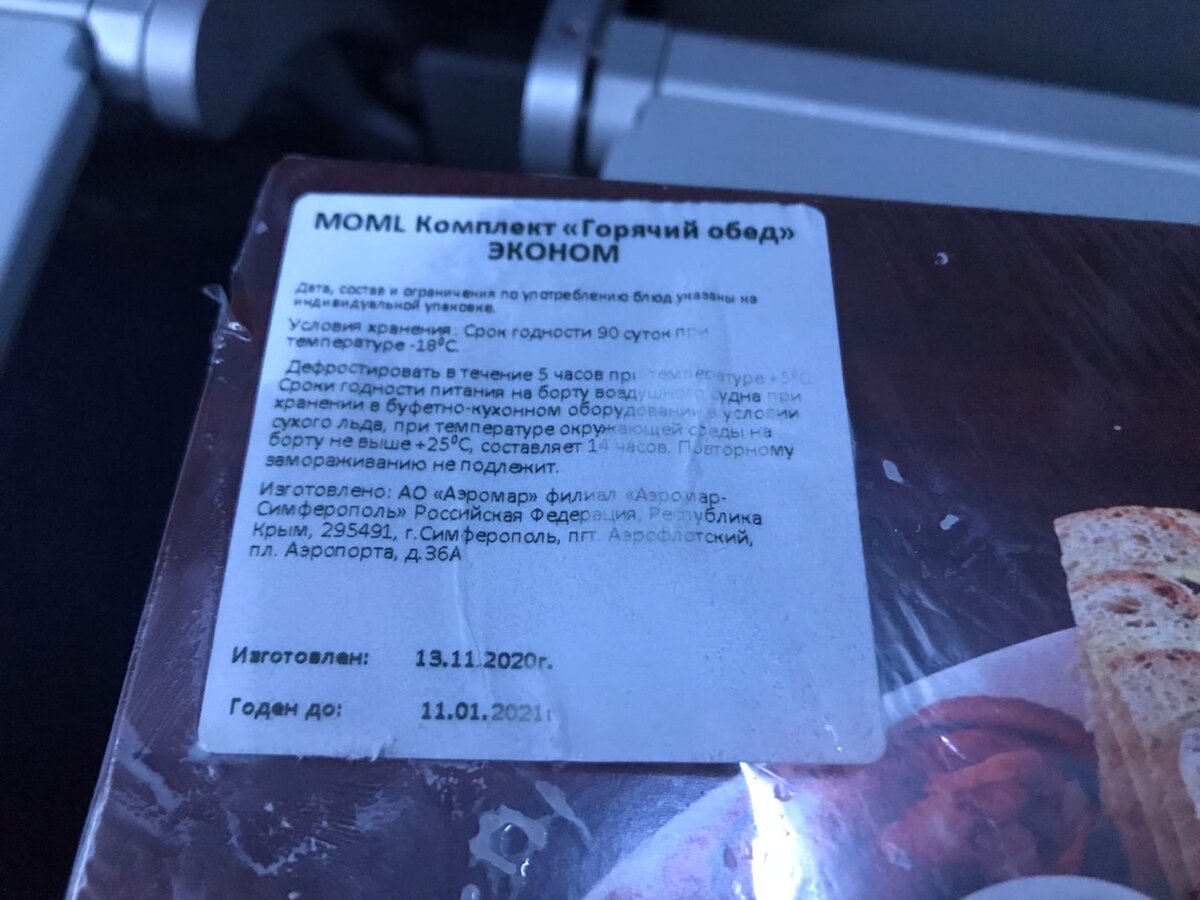 MOML Комплект «Горячий обед»
ЭКОНОМ
Дата, состав и ограничения по употреблению блюд указаны на
индивидуальной упаковке.
Условия хранения: Срок годности 90 суток при
температуре -18⁰С.
Дефростировать в течение 5 часов при температуре +5⁰С
Сроки годности питания на борту воздушного судна при
хранении в буфетно-кухонном оборудовании в условии
сухого льда, при температуре окружающей среды на
борту не выше +25⁰С, составляет 14 часов. Повторному
замораживанию не подлежит.
Изготовлено: АО «Аэромар» филиал «Аэромар-
Симферополь» Российская Федерация, Республика
Крым, 295491, г.Симферополь, пгт. Аэрофлотский,
пл. Аэропорта, д.36А
Изготовлен: 13.11.2020г.
Годен до: 11.01.2021г